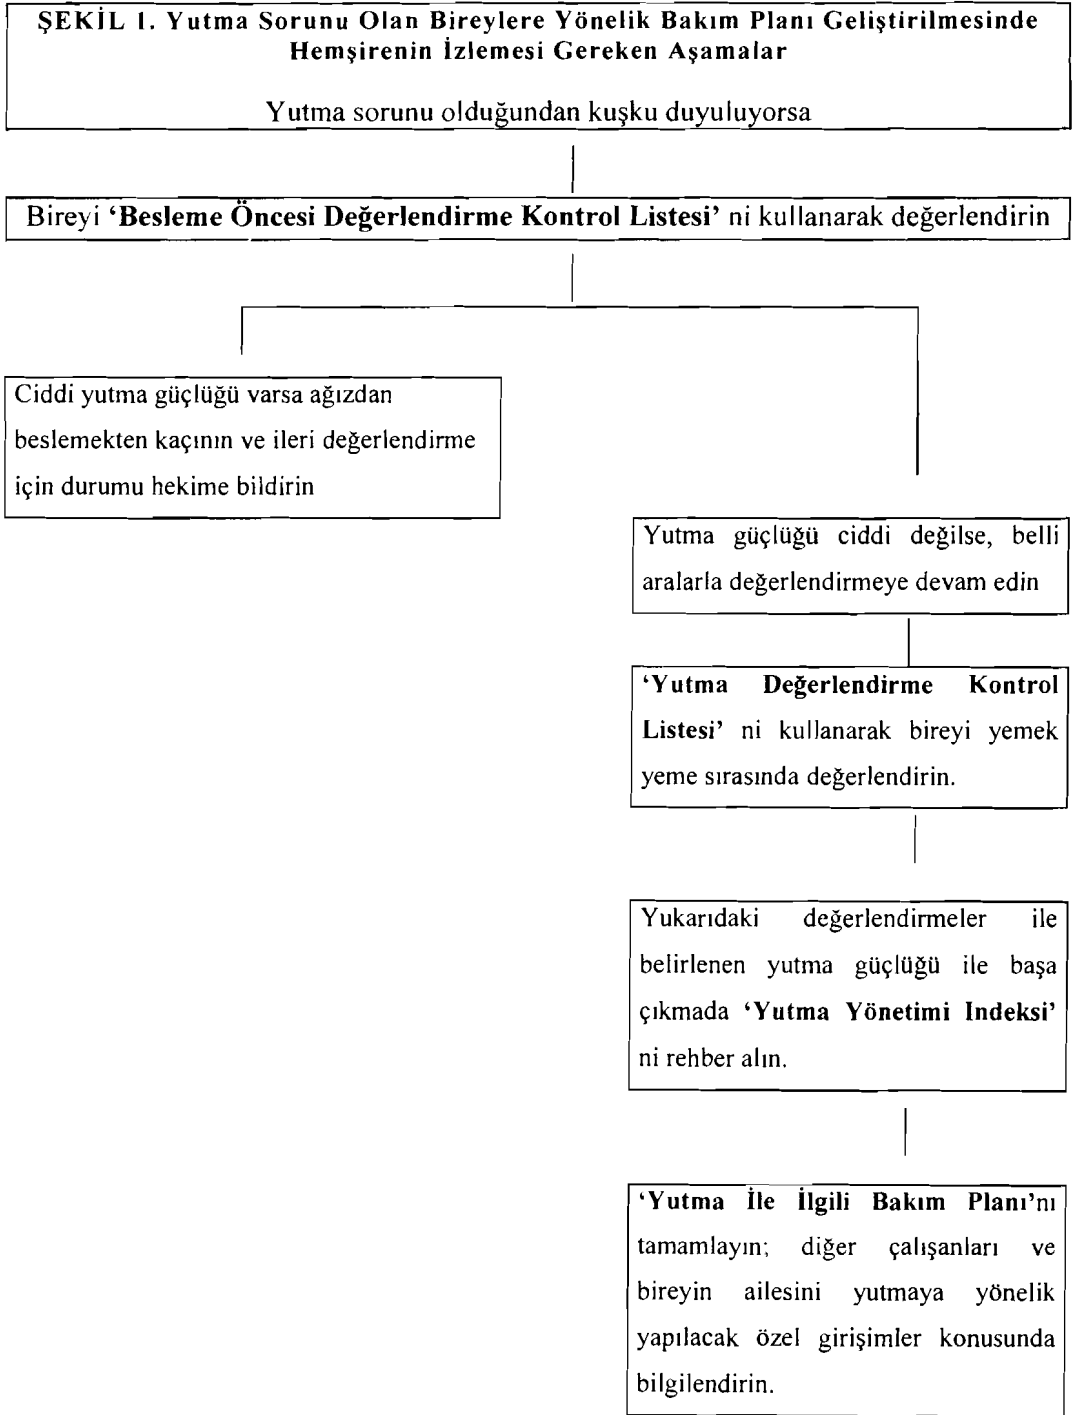 ŞEKİL 1. Yutma Sorunu Olan Bireylere Yönelik Bakım Planı Geliştirilmesinde
Hemşirenin İzlemesi Gereken Aşamalar
Yutma sorunu olduğundan kuşku duyuluyorsa
Bireyi ‘Besleme Öncesi Değerlendirme Kontrol Listesi’ ni kullanarak değerlendirin
Ciddi yutma güçlüğü varsa ağızdan
beslemekten kaçının ve ileri değerlendirme
için durumu hekime bildirin
Yutma güçlüğü ciddi değilse, belli
aralarla değerlendirmeye devam edin
‘Yutma Değerlendirme Kontrol
Listesi’ ni kullanarak bireyi yemek
yeme sırasında değerlendirin.
Yukarıdaki değerlendirmeler ile
belirlenen yutma güçlüğü ile başa
çıkmada ‘Yutma Yönetimi Indeksi’
ni rehber alın.
‘Yutma İle İlgili Bakım Planı’nı
tamamlayın; diğer çalışanları ve
bireyin ailesini yutmaya yönelik
yapılacak özel girişimler konusunda
bilgilendirin.